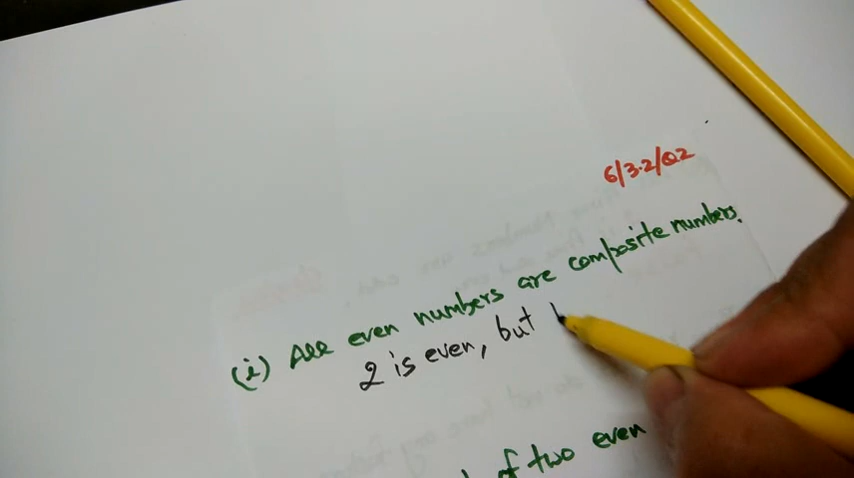 6/3.2/Q2
(i) All even numbers are composite numbers.
2 is even, but
of two even